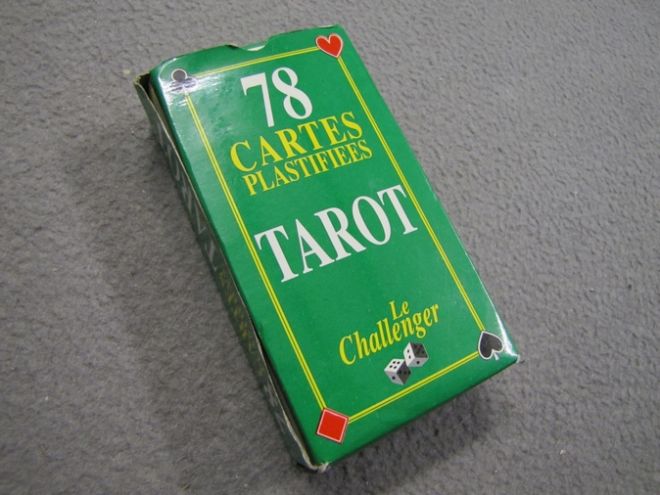 78
CARTES
PLASTIFIEES
TAROT
Le
Challenger